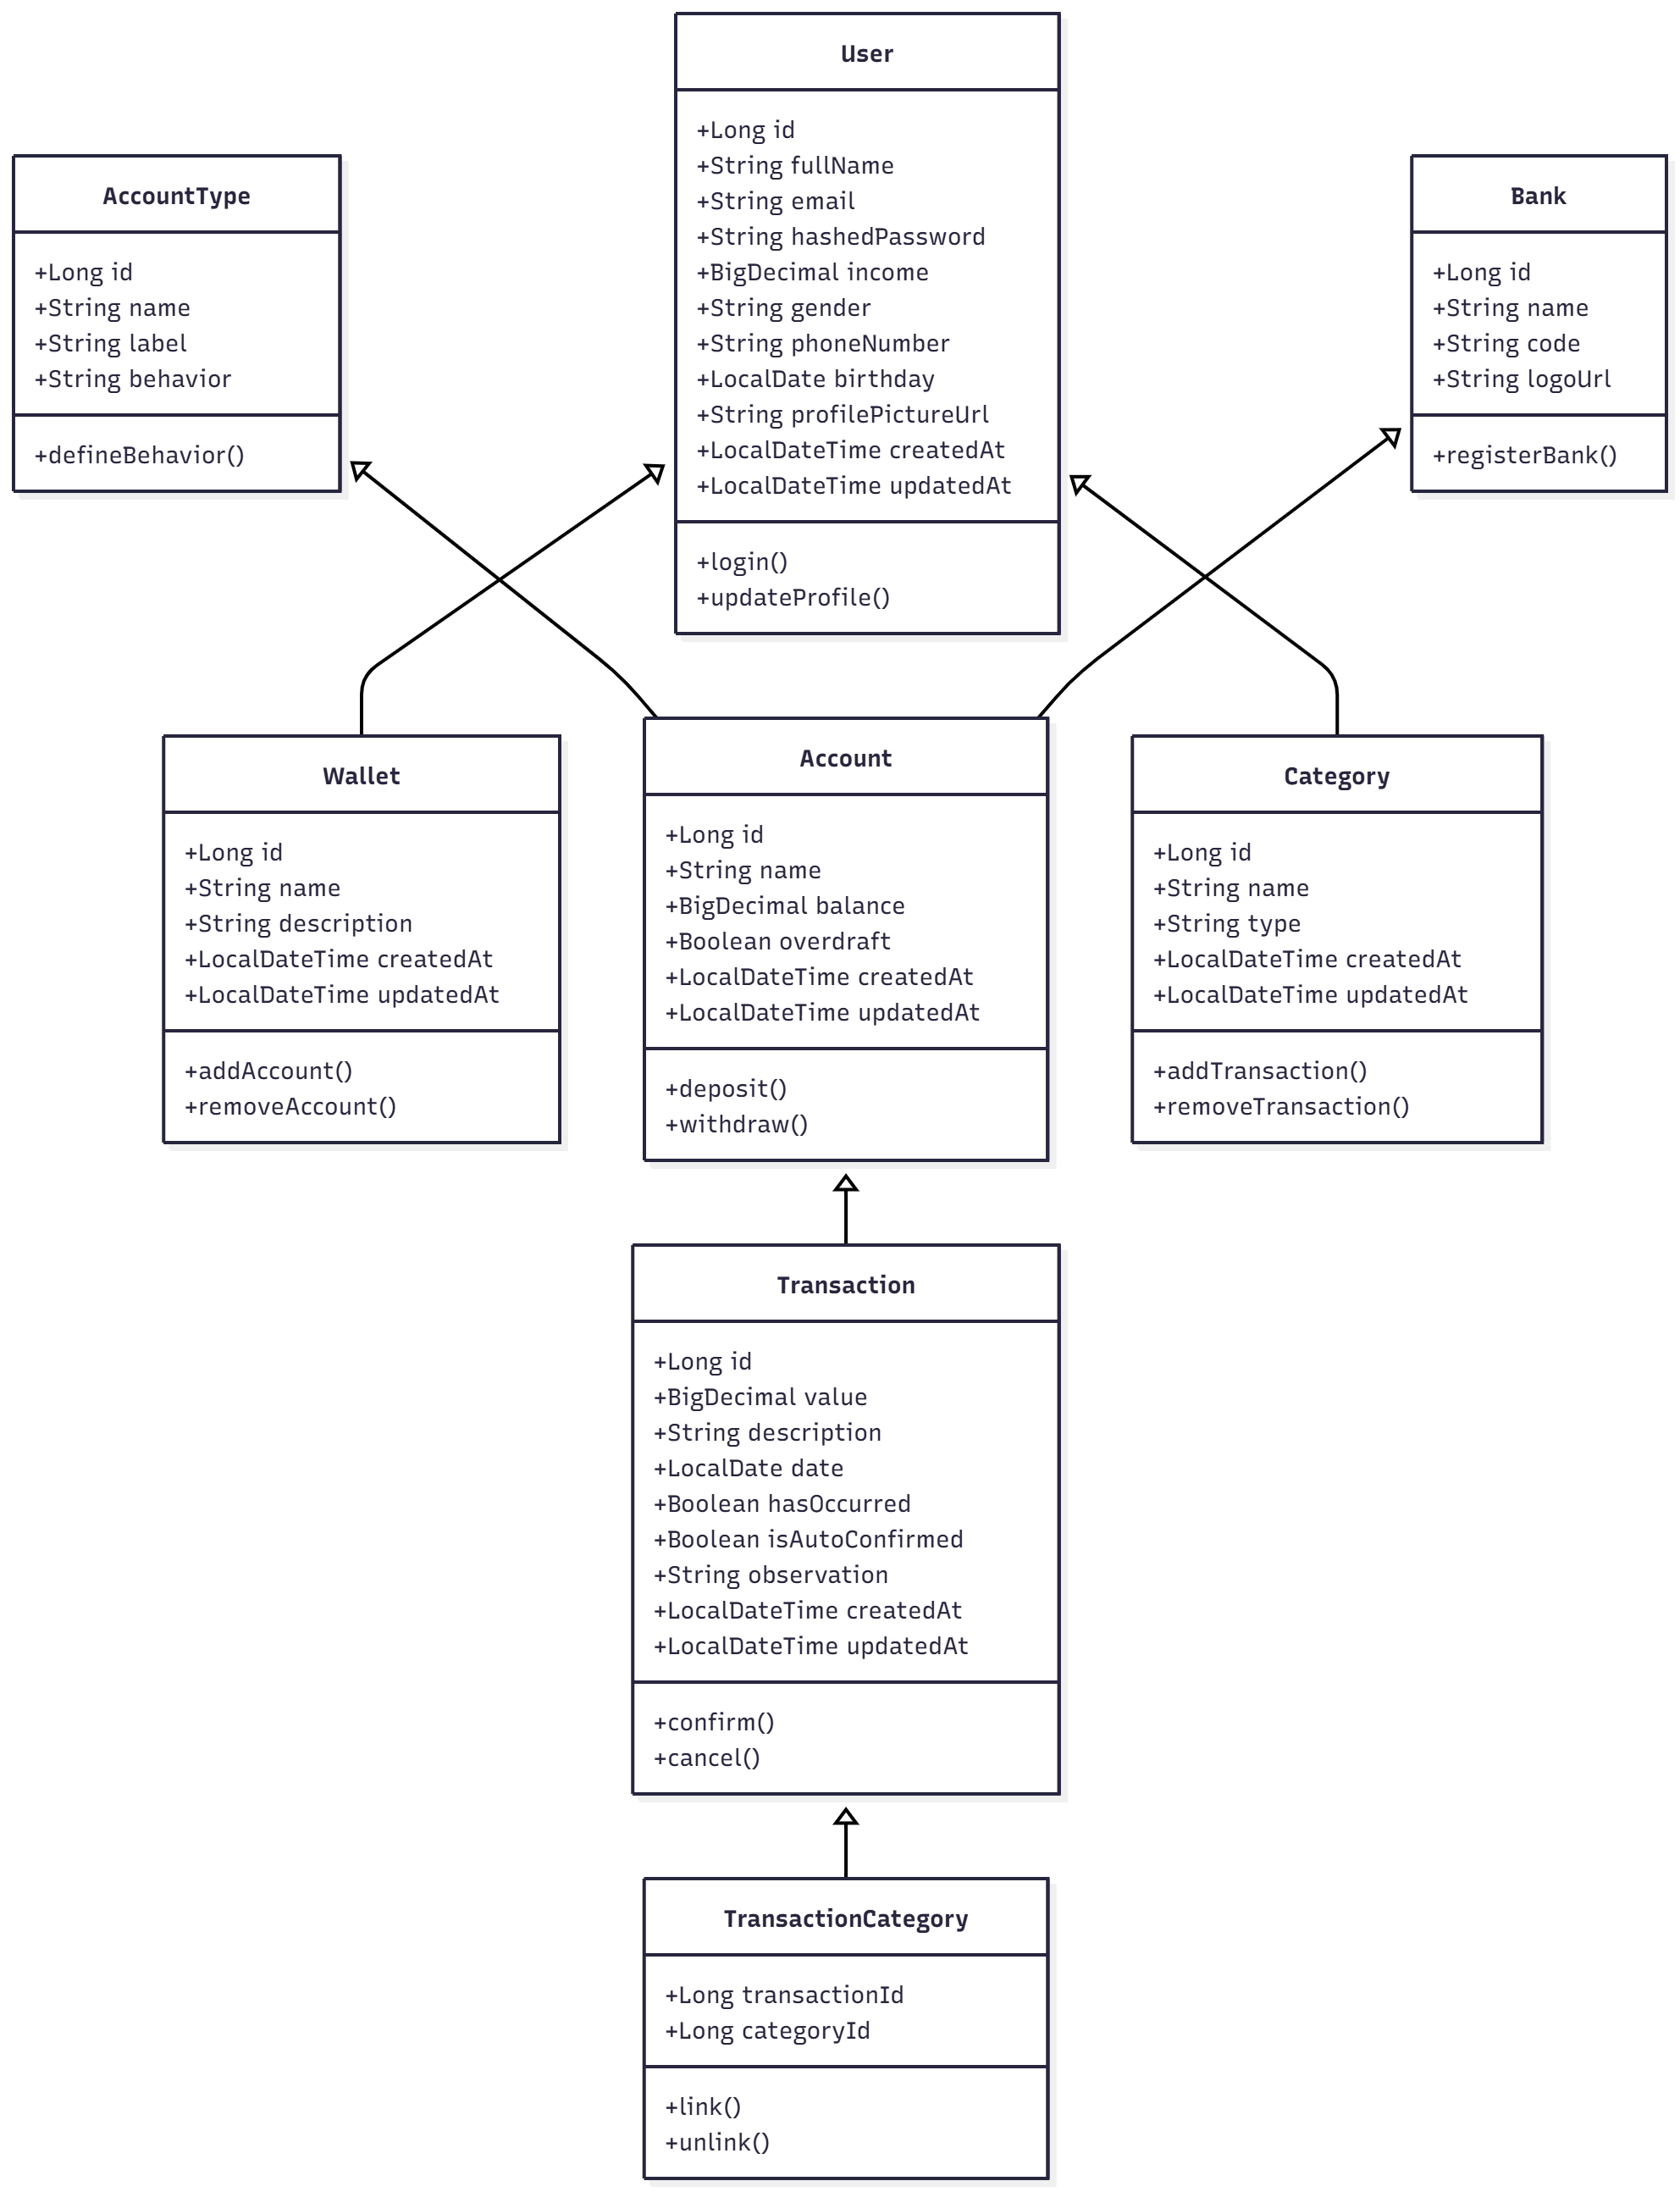 User
+Long id
+String fullName
+String email
+String hashedPassword
+BigDecimal income
+String gender
+String phoneNumber
+LocalDate birthday
+String profilePictureUrl
+LocalDateTime createdAt
+LocalDateTime updatedAt
+login()
+updateProfile()
AccountType
+Long id
+String name
+String label
+String behavior
+defineBehavior()
Bank
+Long id
+String name
+String code
+String logoUrl
+registerBank()
Wallet
+Long id
+String name
+String description
+LocalDateTime createdAt
+LocalDateTime updatedAt
+addAccount()
+removeAccount()
Account
+Long id
+String name
+BigDecimal balance
+Boolean overdraft
+LocalDateTime createdAt
+LocalDateTime updatedAt
+deposit()
+withdraw()
Category
+Long id
+String name
+String type
+LocalDateTime createdAt
+LocalDateTime updatedAt
+addTransaction()
+removeTransaction()
Transaction
+Long id
+BigDecimal value
+String description
+LocalDate date
+Boolean hasOccurred
+Boolean isAutoConfirmed
+String observation
+LocalDateTime createdAt
+LocalDateTime updatedAt
+confirm()
+cancel()
TransactionCategory
+Long transactionId
+Long categoryId
+link()
+unlink()